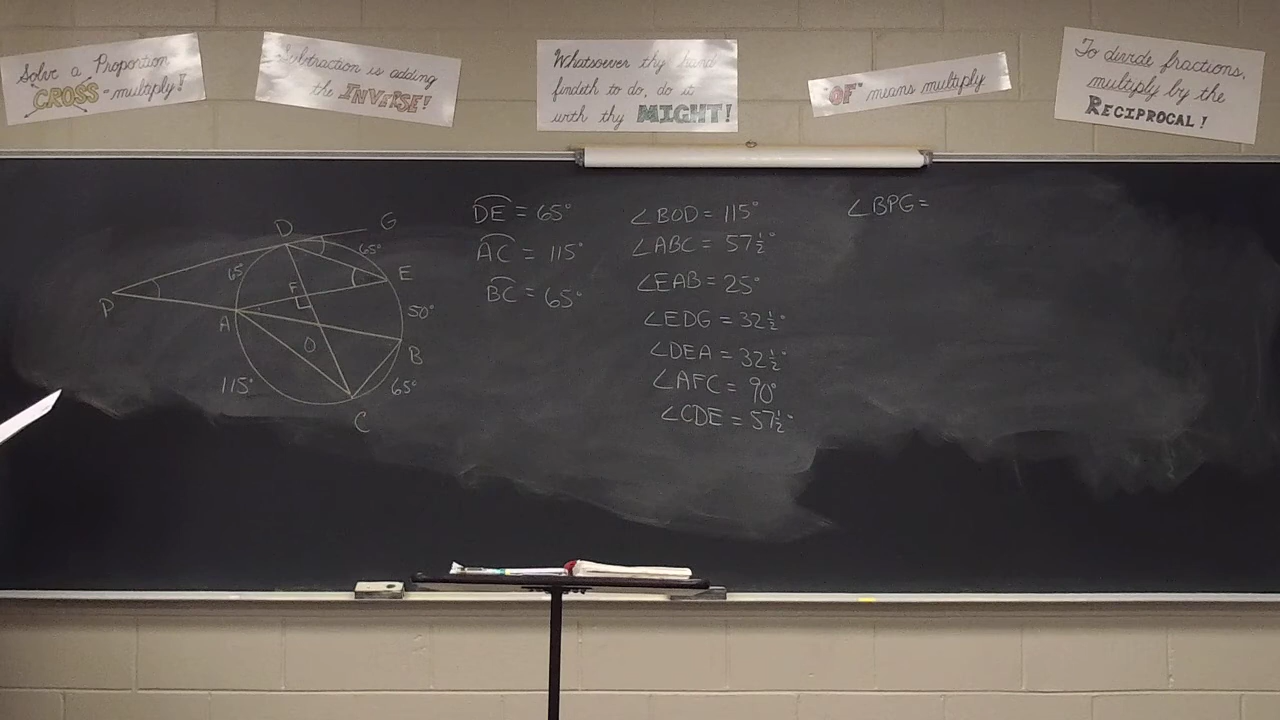 Solve a Proportion
CROSS-multiply!
Subtraction is adding
the INVERSE!
Whatsoever thy hand
findeth to do, do it
with thy MIGHT!
"OF" means multiply
To divide fractions,
multiply by the
RECIPROCAL!
D
G
65°
65°
E
P
F
A
50°
O
B
115°
65°
C
DE = 65°
AC = 115°
BC = 65°
∠BOD = 115°
∠ABC = 57½°
∠EAB = 25°
∠EDG = 32½°
∠DEA = 32½°
∠AFC = 90°
∠CDE = 57½°
∠BPG =